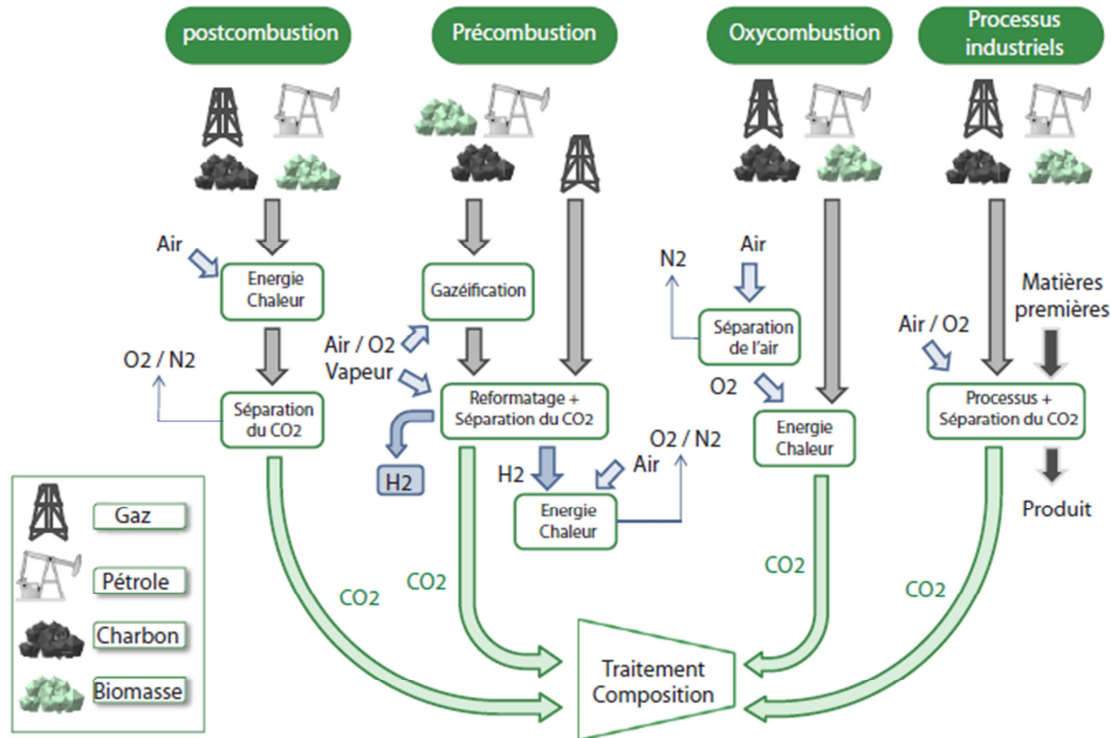 postcombustion
Précombustion
Oxycombustion
Processus
industriels
Air
Energie
Chaleur
O2 / N2
Séparation
du CO2
Gazéification
Air / O2
Vapeur
Reformatage +
Séparation du CO2
H2
H2
Air
O2 / N2
Energie
Chaleur
N2
Air
Séparation
de l'air
O2
Energie
Chaleur
Air / O2
Matières
premières
Processus +
Séparation du CO2
Produit
CO2
CO2
CO2
CO2
Traitement
Composition
Gaz
Pétrole
Charbon
Biomasse